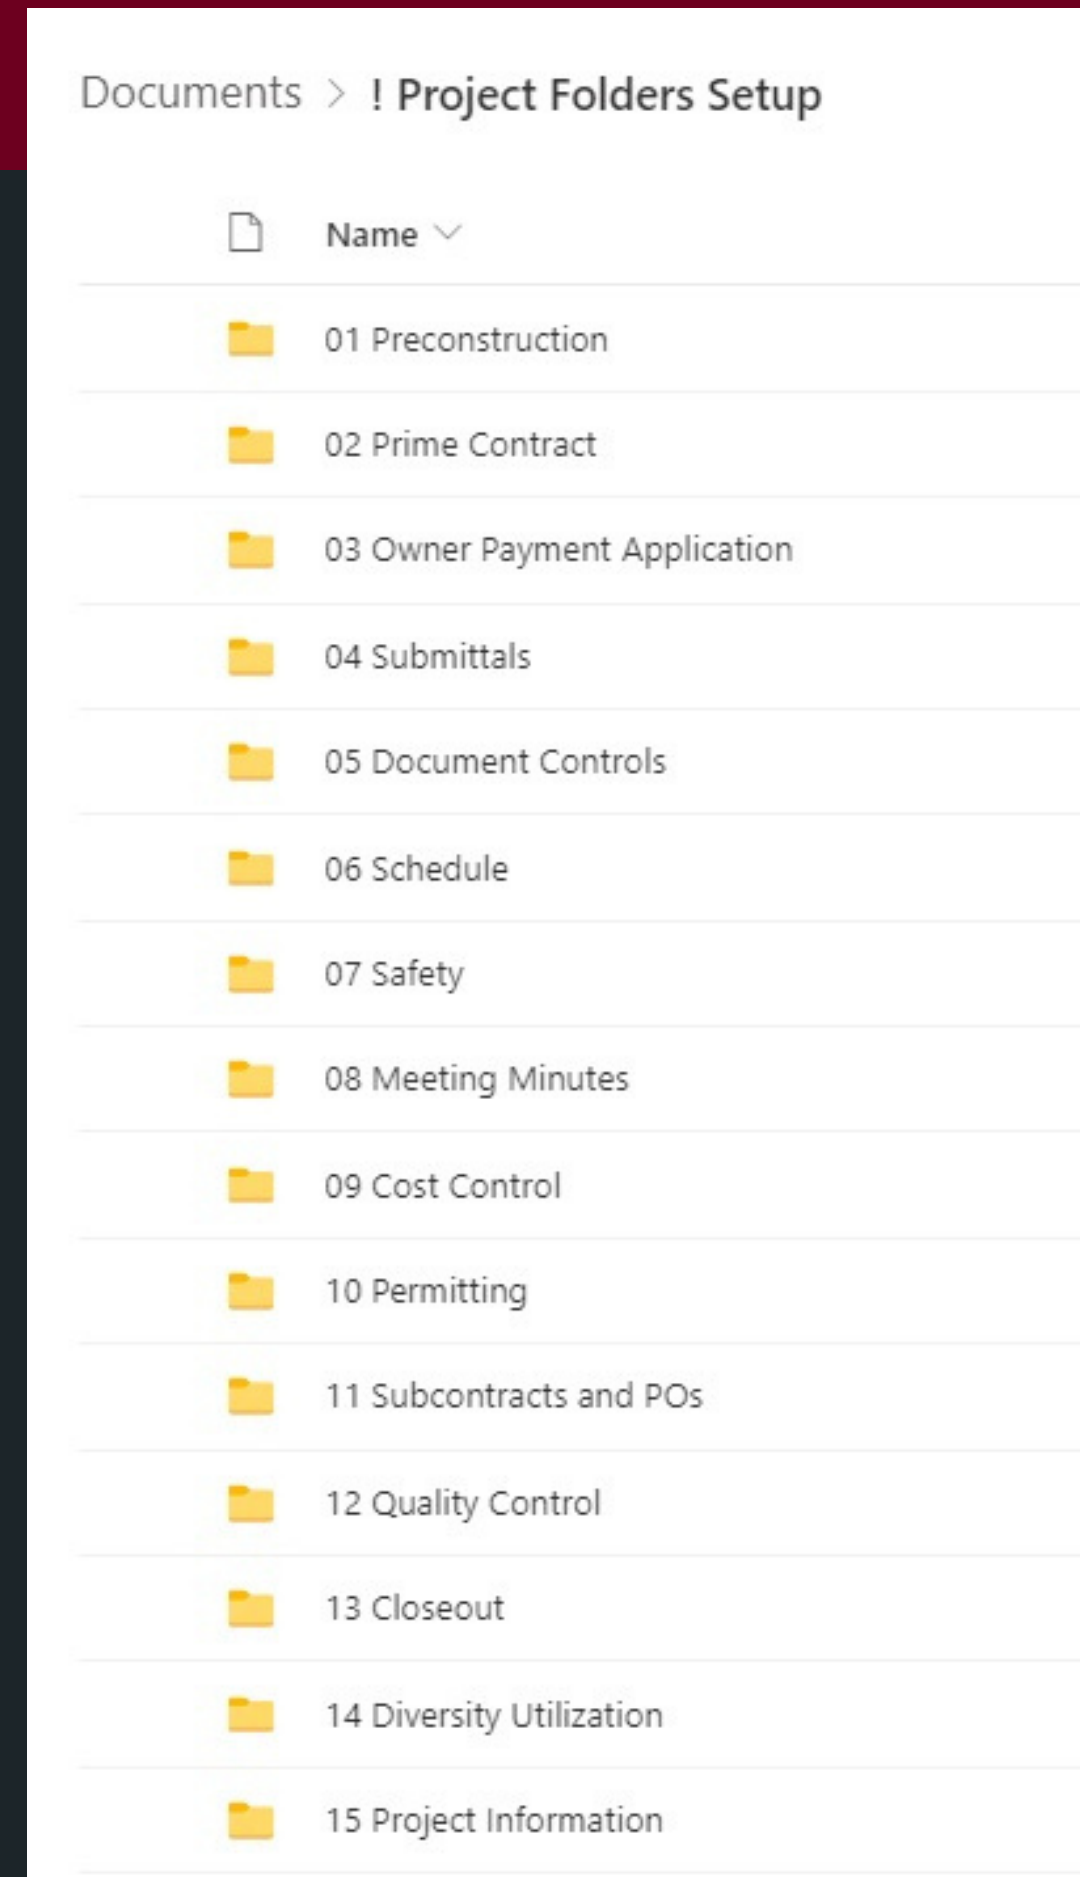 Documents > ! Project Folders Setup
Name
01 Preconstruction
02 Prime Contract
03 Owner Payment Application
04 Submittals
05 Document Controls
06 Schedule
07 Safety
08 Meeting Minutes
09 Cost Control
10 Permitting
11 Subcontracts and POs
12 Quality Control
13 Closeout
14 Diversity Utilization
15 Project Information